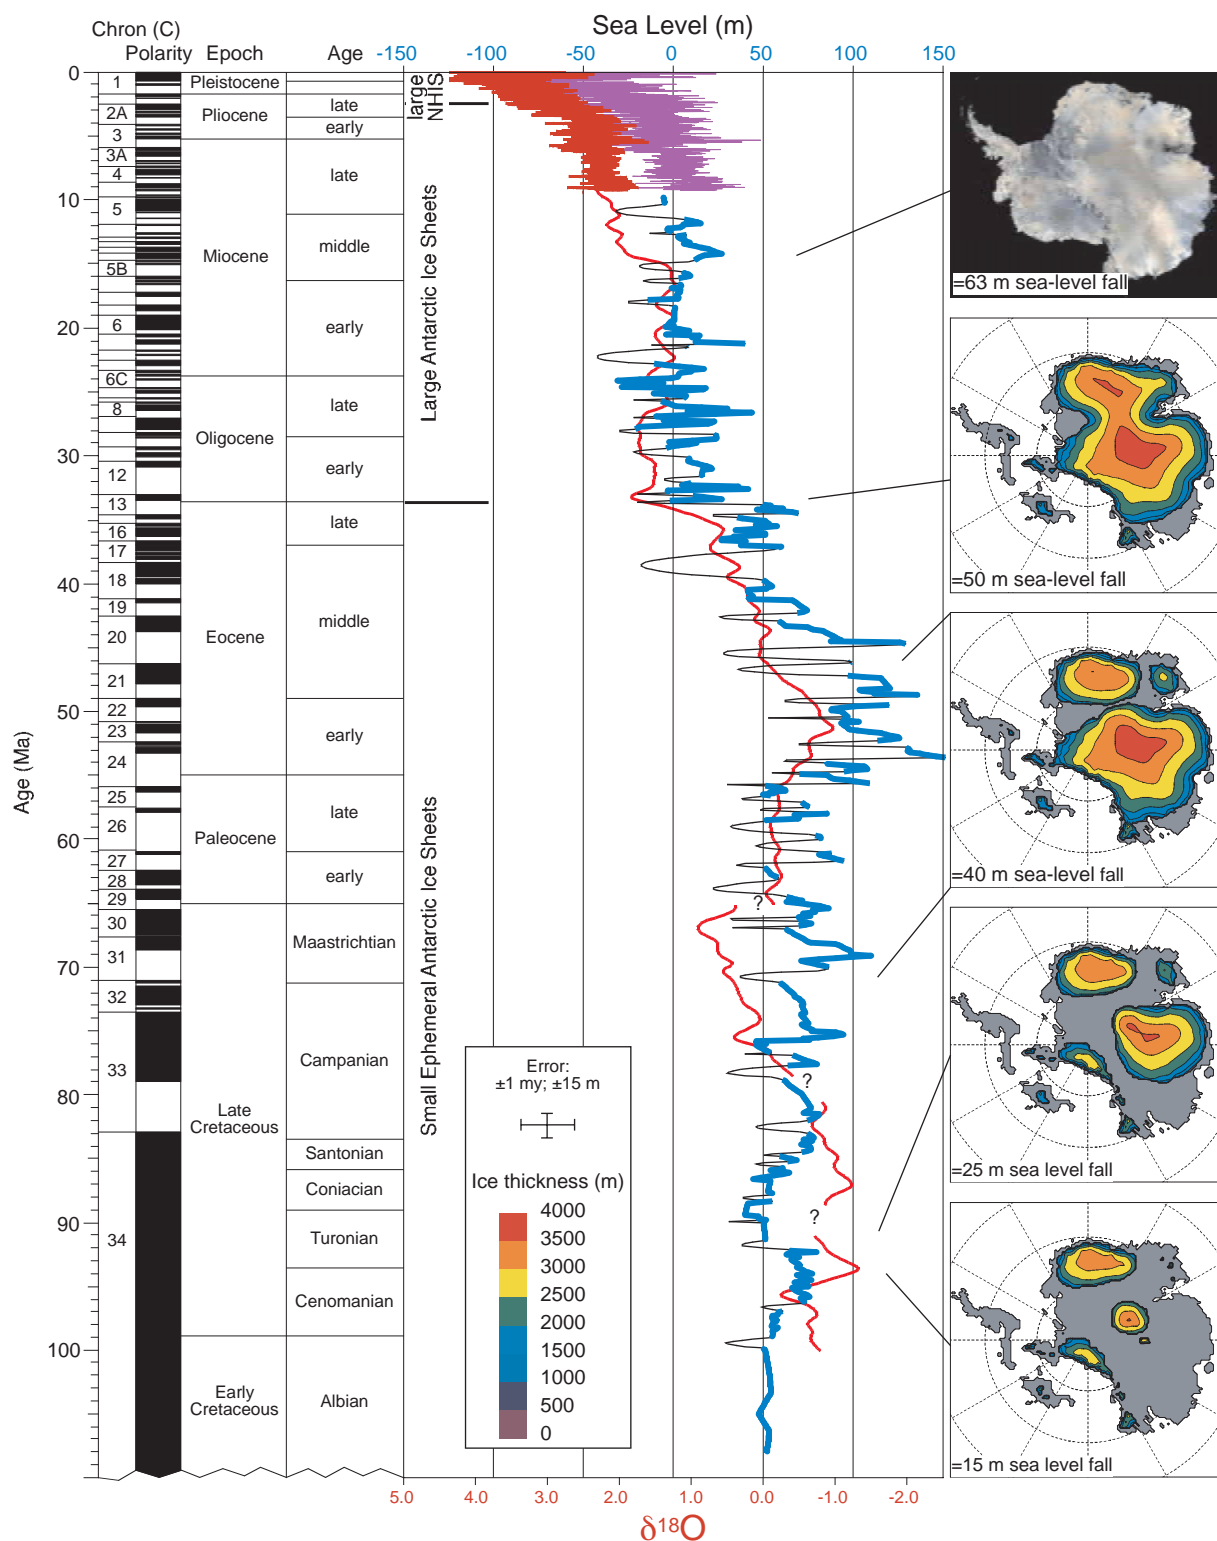 Chron (C)
Polarity
Epoch
Age
Sea Level (m)
-150
-100
-50
0
50
100
150
0
10
20
30
40
50
60
70
80
90
100
Age (Ma)
1
2A
3
3A
4
5
5B
6
6C
8
12
13
16
17
18
19
20
21
22
23
24
25
26
27
28
29
30
31
32
33
34
Pleistocene
Pliocene
Miocene
Oligocene
Eocene
Paleocene
Late
Cretaceous
Early
Cretaceous
late
early
late
middle
early
late
early
late
middle
early
late
early
Maastrichtian
Campanian
Santonian
Coniacian
Turonian
Cenomanian
Albian
large
NHIS
Large Antarctic Ice Sheets
Small Ephemeral Antarctic Ice Sheets
?
?
?
Error:
±1 my; ±15 m
Ice thickness (m)
4000
3500
3000
2500
2000
1500
1000
500
0
=63 m sea-level fall
=50 m sea-level fall
=40 m sea-level fall
=25 m sea level fall
=15 m sea level fall
5.0
4.0
3.0
2.0
1.0
0.0
-1.0
-2.0
δ18O